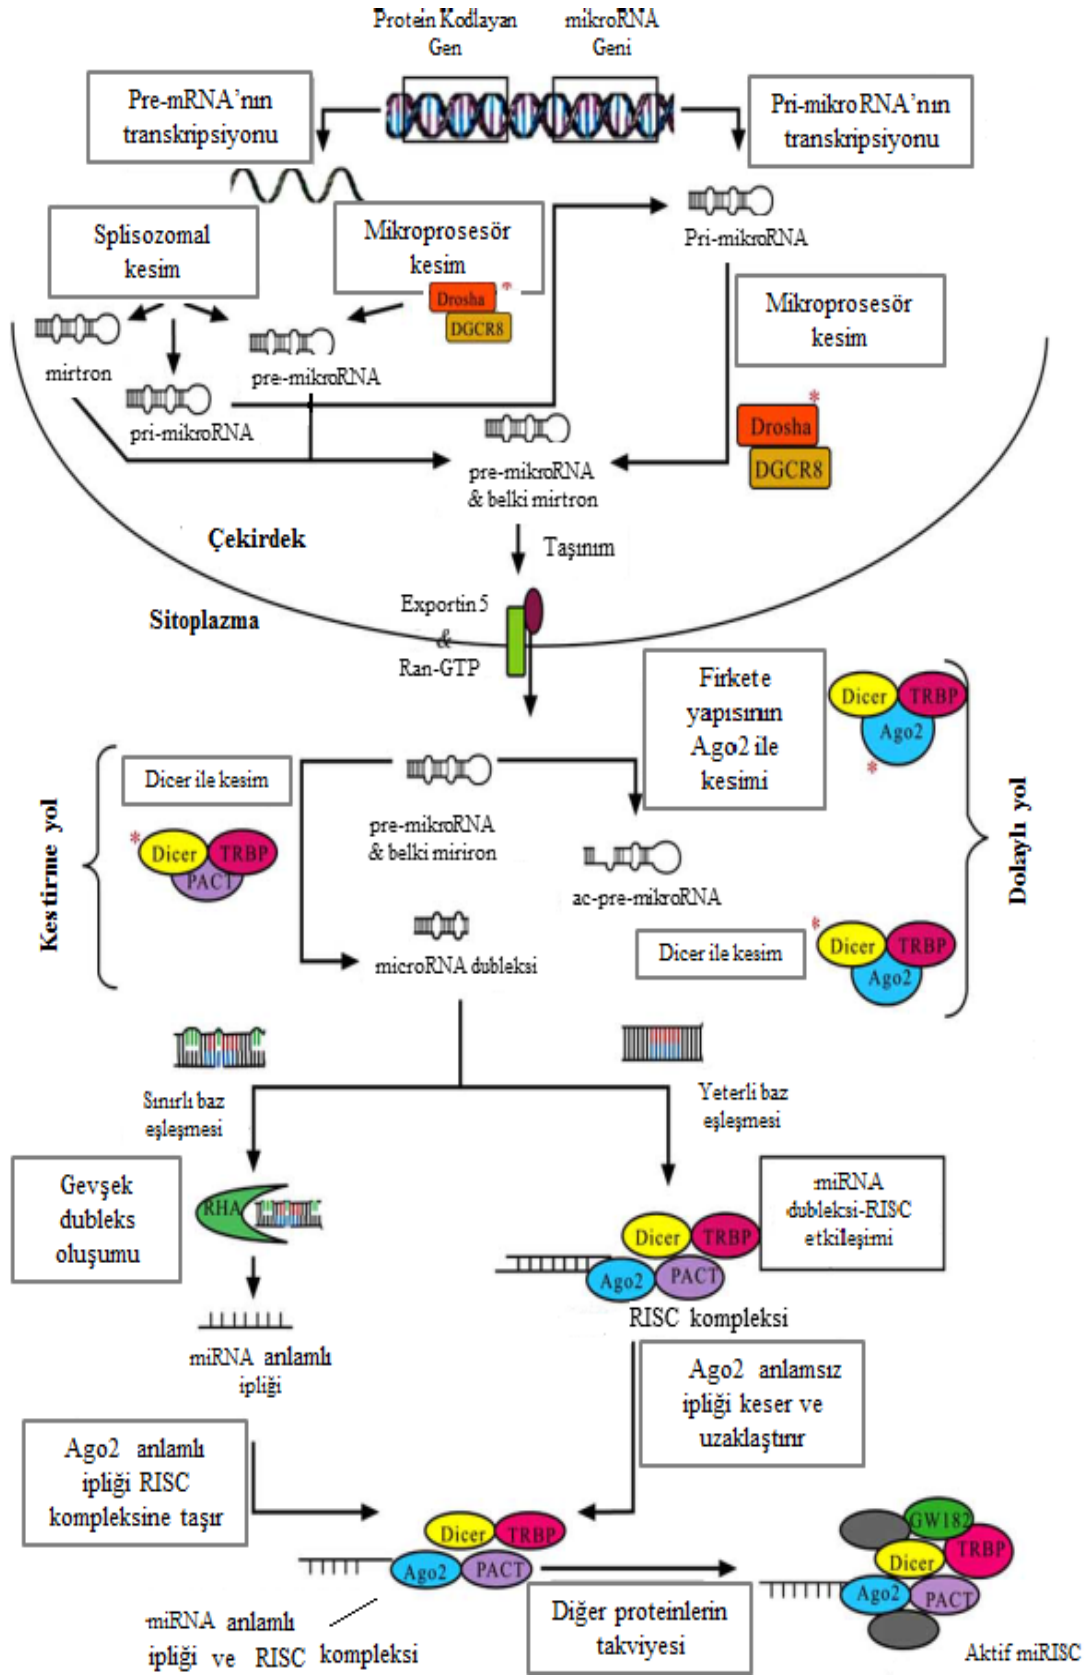 Protein Kodlayan
Gen
mikroRNA
Geni
Pre-mRNA'nın
transkripsiyonu
Pri-mikroRNA'nın
transkripsiyonu
Splisozomal
kesim
Mikroprosesör
kesim
Drosha
*
DGCR8
Pri-mikroRNA
Mikroprosesör
kesim
mirtron
pre-mikroRNA
pri-mikroRNA
*
Drosha
DGCR8
pre-mikroRNA
& belki mirtron
Çekirdek
Taşınım
Sitoplazma
Exportin 5
&
Ran-GTP
Firkete
yapısının
Ago2 ile
kesimi
Dicer
TRBP
Ago2
*
Kestirme yol
Dicer ile kesim
*
Dicer
TRBP
PACT
pre-mikroRNA
& belki miriron
ac-pre-mikroRNA
Dolaylı yol
microRNA dubleksi
Dicer ile kesim
*
Dicer
TRBP
Ago2
Sınırlı baz
eşleşmesi
Yeterli baz
eşleşmesi
Gevşek
dubleks
oluşumu
RHA
miRNA
dubleksi-RISC
etkileşimi
Dicer
TRBP
Ago2
PACT
RISC kompleksi
miRNA anlamlı
ipliği
Ago2 anlamsız
ipliği keser ve
uzaklaştırır
Ago2 anlamlı
ipliği RISC
kompleksine taşır
Dicer
TRBP
Ago2
PACT
GW182
TRBP
Dicer
Ago2
PACT
miRNA anlamlı
ipliği ve RISC kompleksi
Diğer proteinlerin
takviyesi
Aktif miRISC